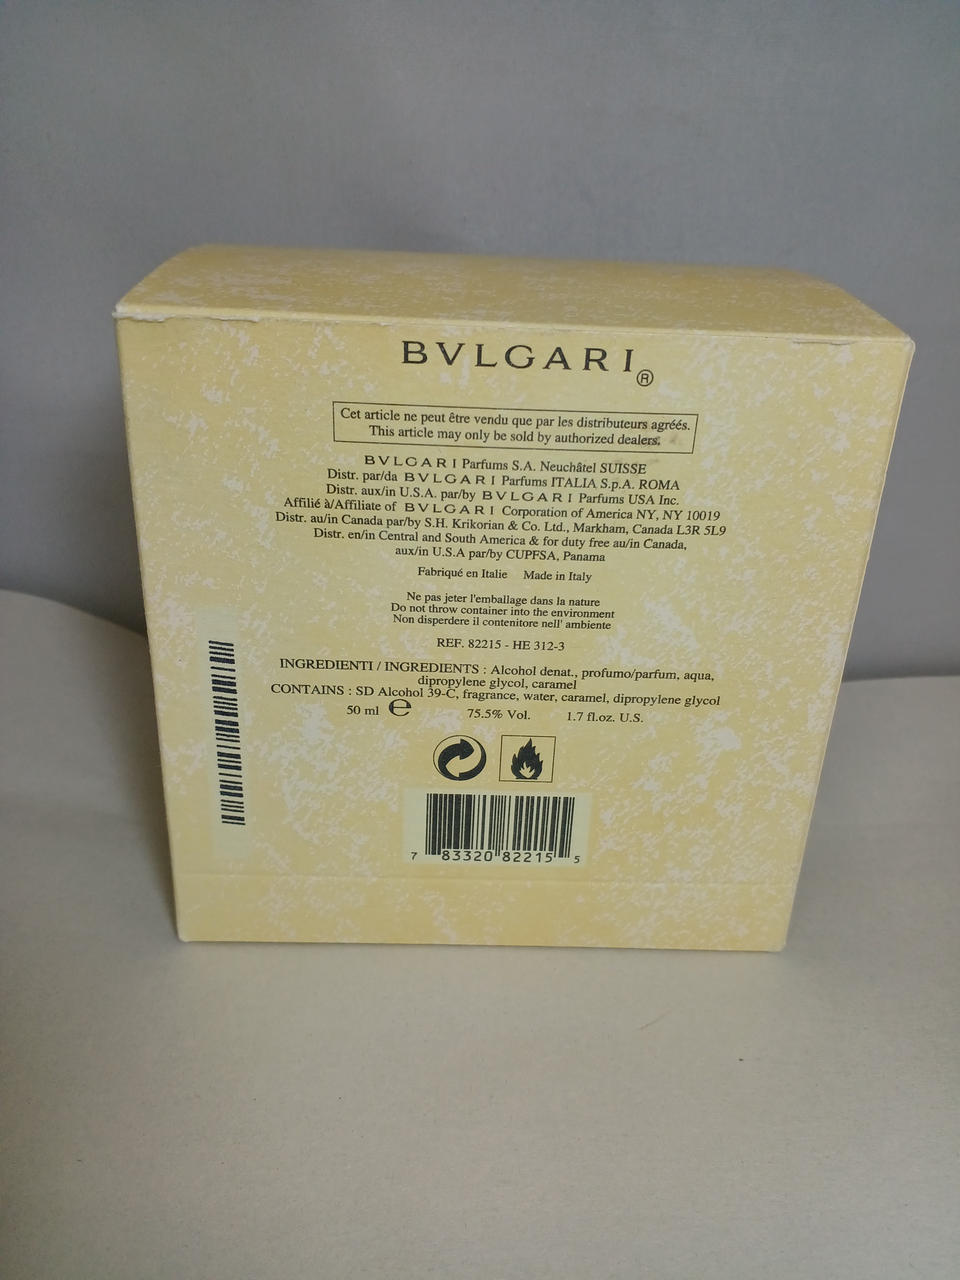 BVLGARI®
Cet article ne peut être vendu que par les distributeurs agréés.
This article may only be sold by authorized dealers.
BVLGARI Parfums S.A. Neuchâtel SUISSE
Distr. par/da BVLGARI Parfums ITALIA S.p.A. ROMA
Distr. aux/in U.S.A. par/by BVLGARI Parfums USA Inc.
Affilié à/Affiliate of BVLGARI Corporation of America NY, NY 10019
Distr. au/in Canada par/by S.H. Krikorian & Co. Ltd., Markham, Canada L3R 5L9
Distr. en/in Central and South America & for duty free au/in Canada,
aux/in U.S.A par/by CUPFSA, Panama
Fabriqué en Italie Made in Italy
Ne pas jeter l'emballage dans la nature
Do not throw container into the environment
Non disperdere il contenitore nell' ambiente
REF. 82215 - HE 312-3
INGREDIENTI / INGREDIENTS : Alcohol denat., profumo/parfum, aqua,
dipropylene glycol, caramel
CONTAINS : SD Alcohol 39-C, fragrance, water, caramel, dipropylene glycol
50 ml e 75.5% Vol. 1.7 fl.oz. U.S.
7 83320 82215 5